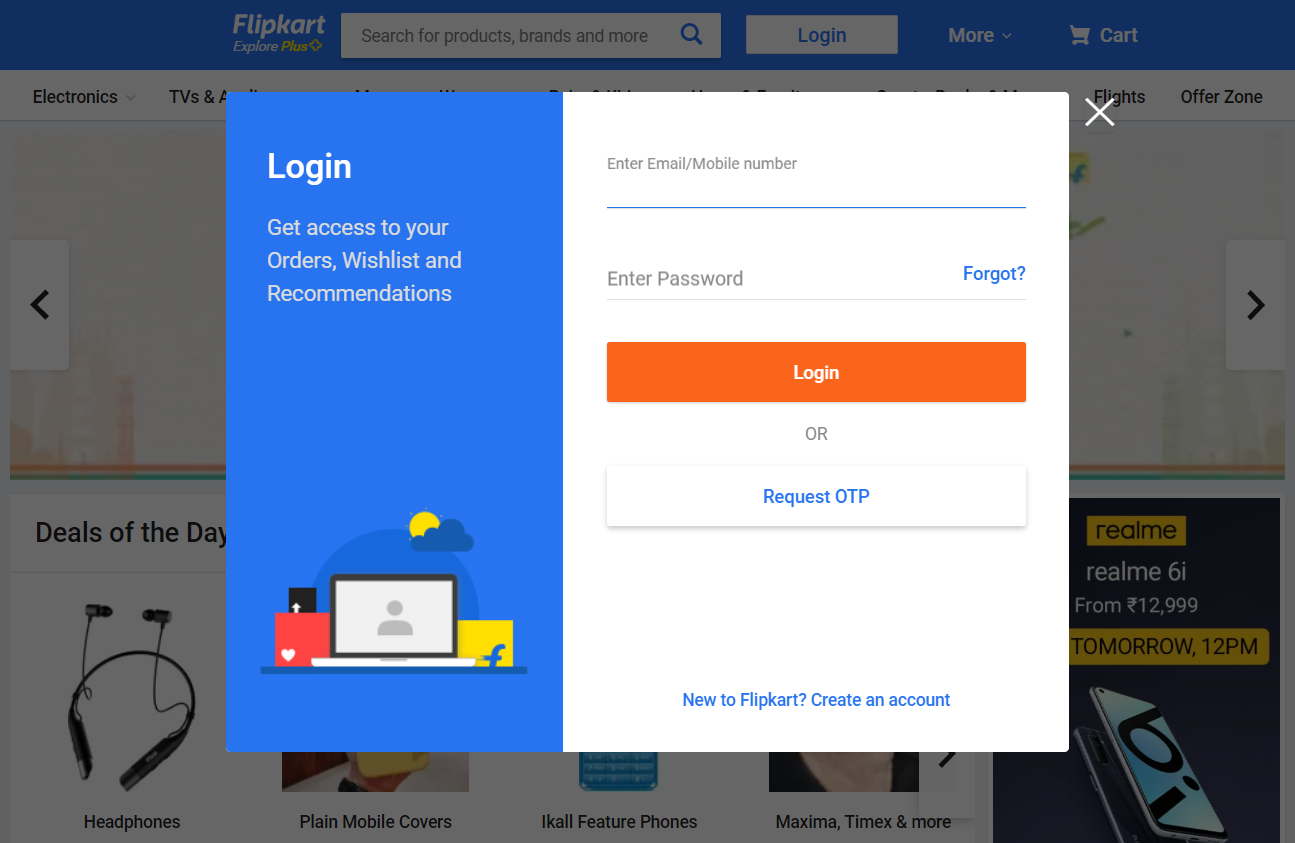 Flipkart
Explore Plus
Search for products, brands and more
Login
More
Cart
Electronics
TVs &
Flights
Offer Zone
Login
Get access to your
Orders, Wishlist and
Recommendations
Enter Email/Mobile number
Enter Password
Forgot?
Login
OR
Request OTP
New to Flipkart? Create an account
Deals of the Day
realme
realme 6i
From ₹12,999
TOMORROW, 12PM
6i
Headphones
Plain Mobile Covers
Ikall Feature Phones
Maxima, Timex & more